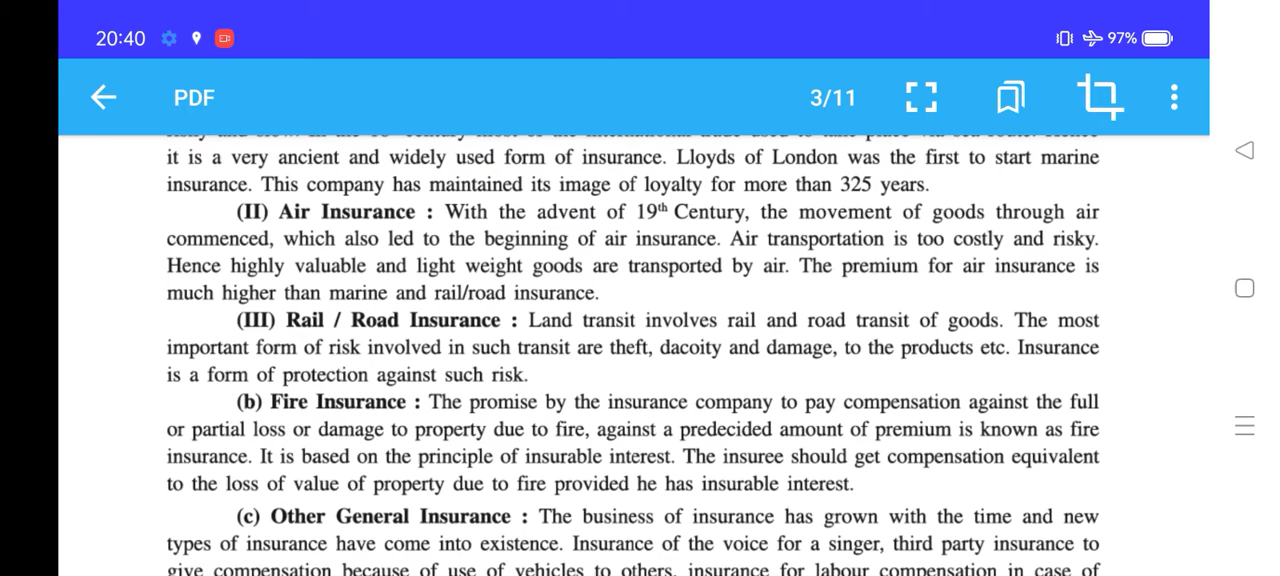 20:40
97%
PDF
3/11
it is a very ancient and widely used form of insurance. Lloyds of London was the first to start marine
insurance. This company has maintained its image of loyalty for more than 325 years.
(II) Air Insurance : With the advent of 19th Century, the movement of goods through air
commenced, which also led to the beginning of air insurance. Air transportation is too costly and risky.
Hence highly valuable and light weight goods are transported by air. The premium for air insurance is
much higher than marine and rail/road insurance.
(III) Rail / Road Insurance : Land transit involves rail and road transit of goods. The most
important form of risk involved in such transit are theft, dacoity and damage, to the products etc. Insurance
is a form of protection against such risk.
(b) Fire Insurance : The promise by the insurance company to pay compensation against the full
or partial loss or damage to property due to fire, against a predecided amount of premium is known as fire
insurance. It is based on the principle of insurable interest. The insuree should get compensation equivalent
to the loss of value of property due to fire provided he has insurable interest.
(c) Other General Insurance : The business of insurance has grown with the time and new
types of insurance have come into existence. Insurance of the voice for a singer, third party insurance to
give compensation because of use of vehicles to others, insurance for labour compensation in case of